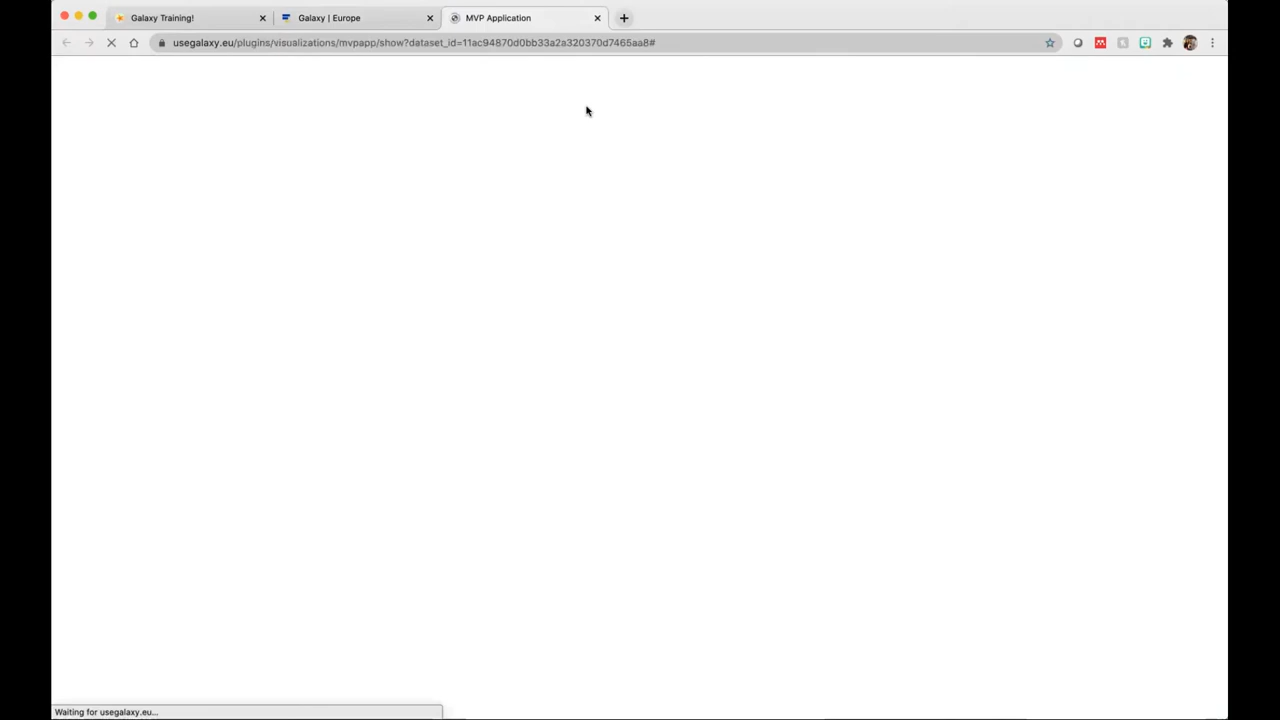 Galaxy Training!
Galaxy | Europe
MVP Application
usegalaxy.eu/plugins/visualizations/mvpapp/show?dataset_id=11ac94870d0bb33a2a320370d7465aa8#
Waiting for usegalaxy.eu...